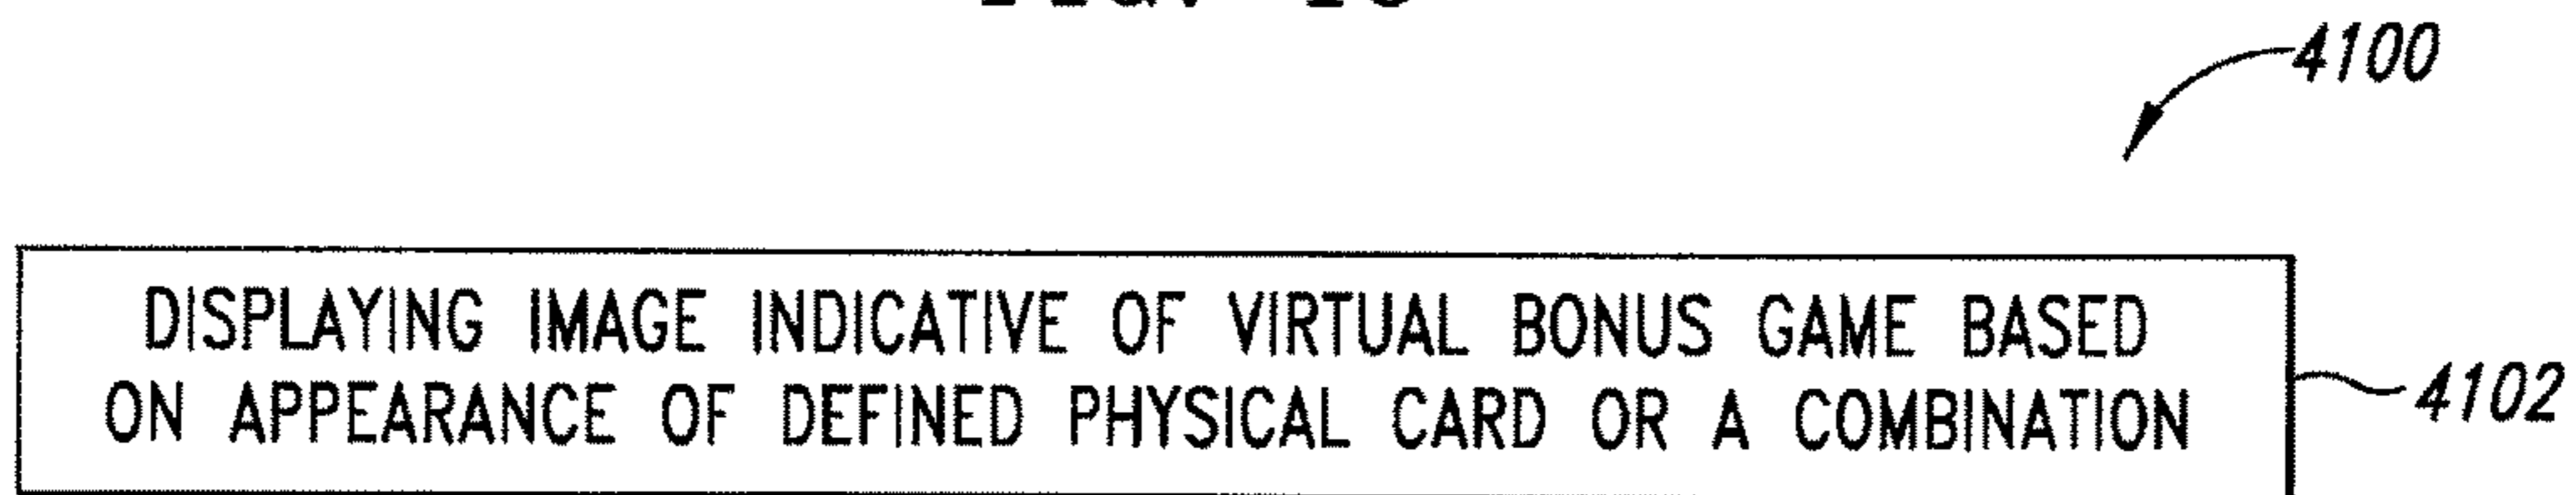 4100
DISPLAYING IMAGE INDICATIVE OF VIRTUAL BONUS GAME BASED
ON APPEARANCE OF DEFINED PHYSICAL CARD OR A COMBINATION
4102